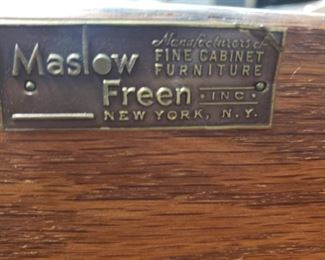 Maslow
Freen INC
Manufacturers of
FINE CABINET
FURNITURE
NEW YORK, N.Y.